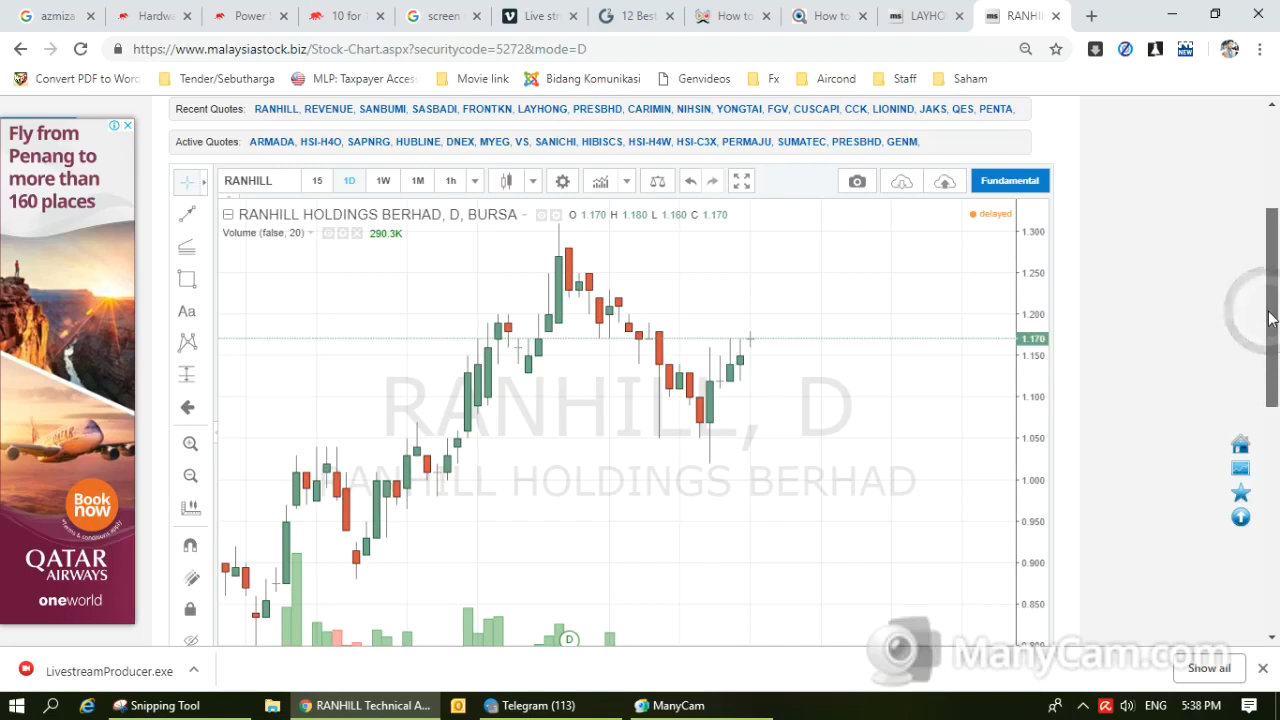 azmiza
Hardwa
Power S
10 for T
screen
Live str
12 Best
How to
How to
LAYHO
RANHIL
https://www.malaysiastock.biz/Stock-Chart.aspx?securitycode=5272&mode=D
Convert PDF to Word
Tender/Sebutharga
MLP: Taxpayer Access
Movie link
Bidang Komunikasi
Genvideos
Fx
Aircond
Staff
Saham
Recent Quotes: RANHILL, REVENUE, SANBUMI, SASBADI, FRONTKN, LAYHONG, PRESBHD, CARIMIN, NIHSIN, YONGTAI, FGV, CUSCAPI, CCK, LIONIND, JAKS, QES, PENTA,
Active Quotes: ARMADA, HSI-H4O, SAPNRG, HUBLINE, DNEX, MYEG, VS, SANICHI, HIBISCS, HSI-H4W, HSI-C3X, PERMAJU, SUMATEC, PRESBHD, GENM,
Fly from
Penang to
more than
160 places
Book
now
terms & conditions apply
QATAR
AIRWAYS
oneworld
RANHILL 15 1D 1W 1M 1h Fundamental
RANHILL HOLDINGS BERHAD, D, BURSA O 1.170 H 1.180 L 1.160 C 1.170
delayed
Volume (false, 20) 290.3K
Aa
RANHILL, D
RANHILL HOLDINGS BERHAD
1.300
1.250
1.200
1.170
1.150
1.100
1.050
1.000
0.950
0.900
0.850
0.800
D
ManyCam.com
LivestreamProducer.exe
Show all
Snipping Tool
RANHILL Technical A...
Telegram (113)
ManyCam
ENG
5:38 PM